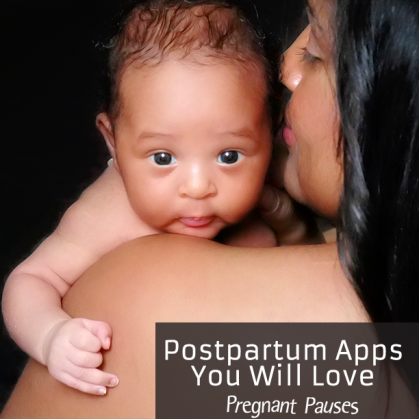 Postpartum Apps
You Will Love
Pregnant Pauses